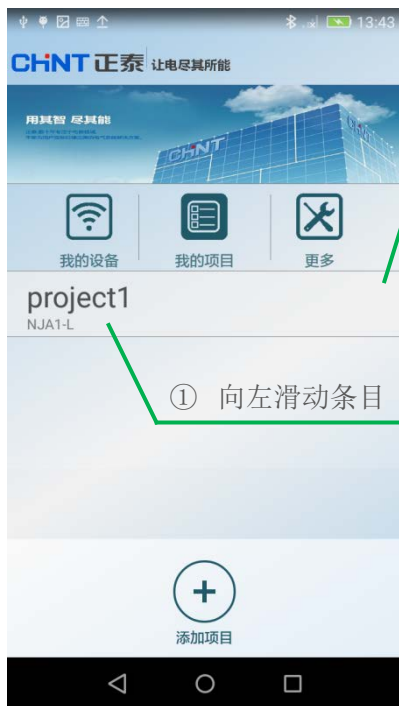 13:43
CHiNT 正泰 让电尽其所能
用其智 尽其能
CHiNT
我的设备 我的项目 更多
project1
NJA1-L
① 向左滑动条目
添加项目